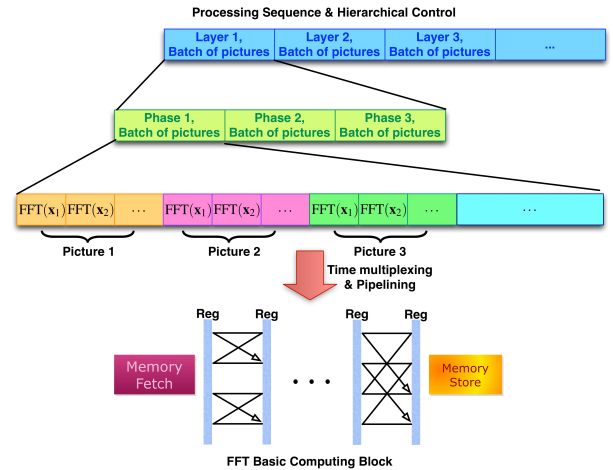 Processing Sequence & Hierarchical Control
Layer 1, Layer 2, Layer 3, ...
Batch of pictures Batch of pictures Batch of pictures
Phase 1, Phase 2, Phase 3,
Batch of pictures Batch of pictures Batch of pictures
FFT(x₁) FFT(x₂) ... FFT(x₁) FFT(x₂) ... FFT(x₁) FFT(x₂) ... ...
Picture 1 Picture 2 Picture 3
Time multiplexing
& Pipelining
Reg Reg Reg Reg
Memory Fetch
...
Memory Store
FFT Basic Computing Block